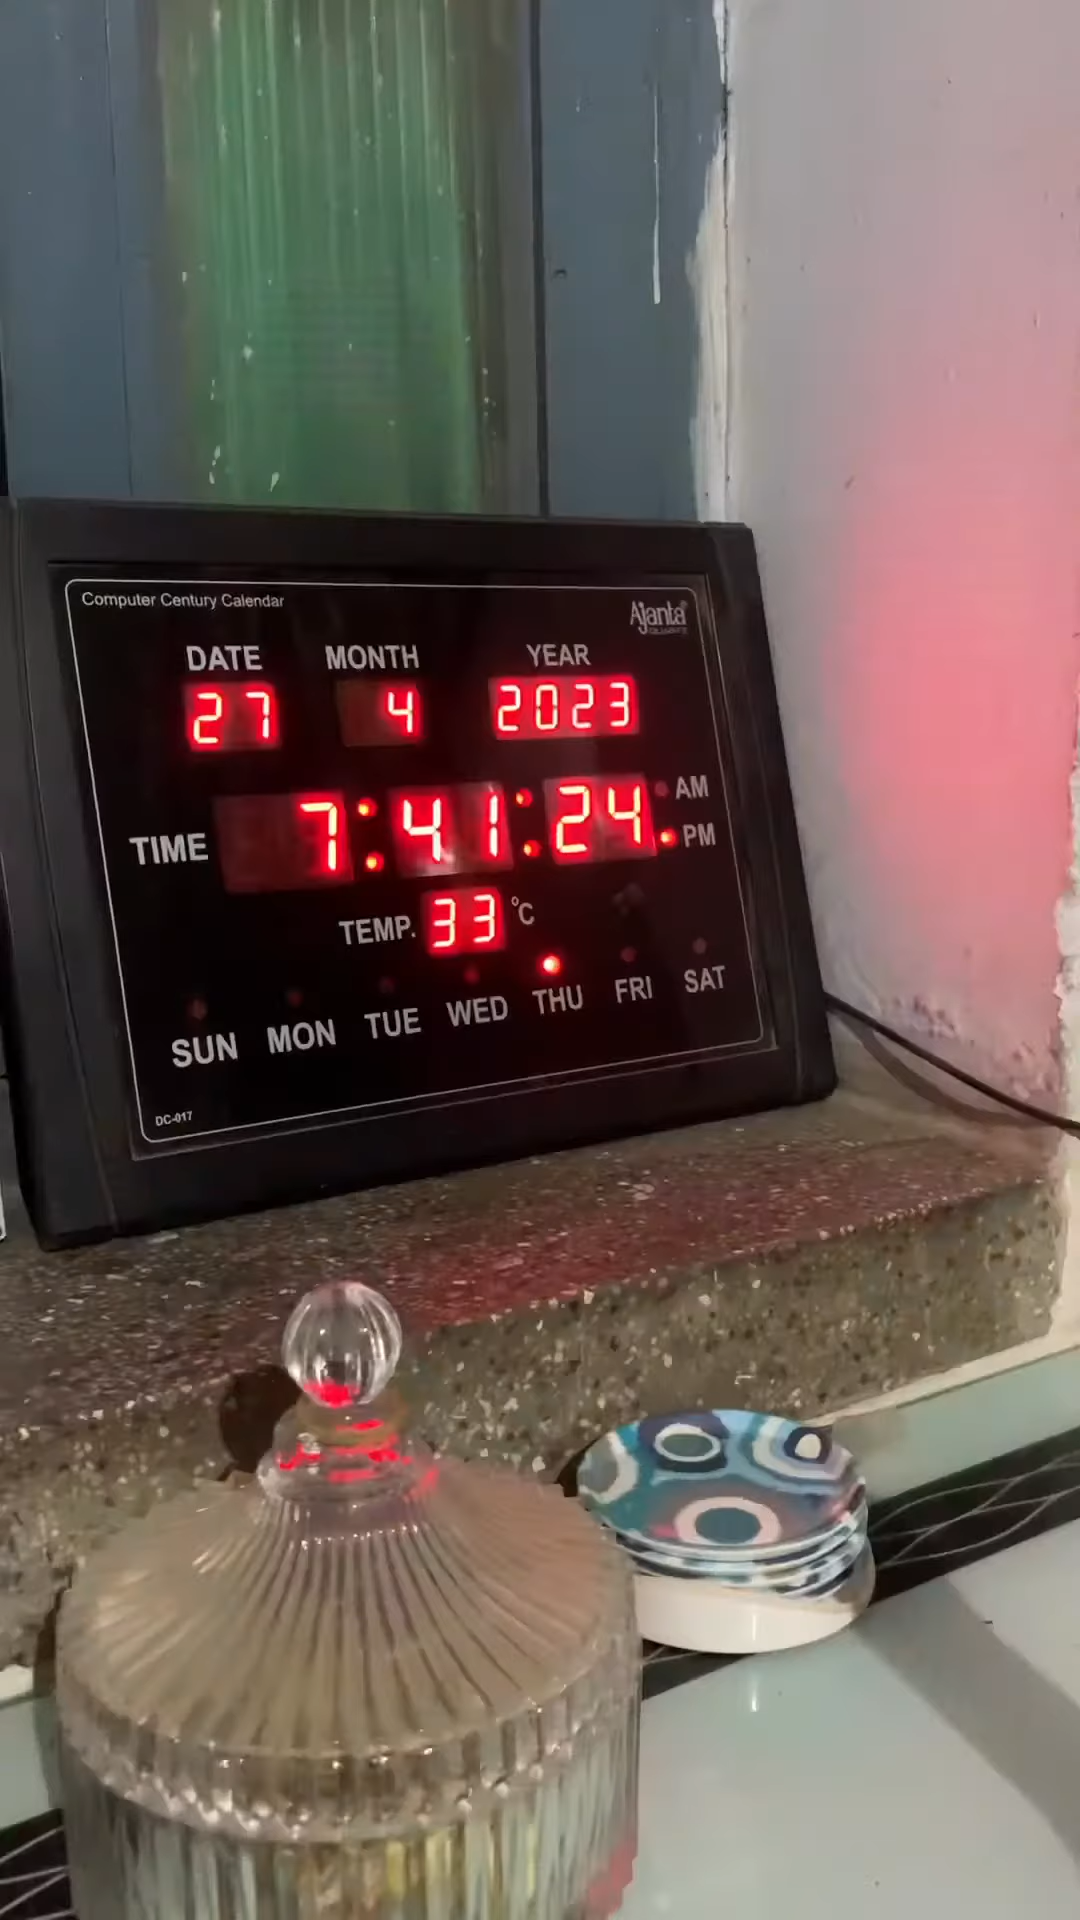 Computer Century Calendar
Ajanta
DATE MONTH YEAR
27 4 2023
TIME 7:41:24 AM PM
TEMP. 33 °C
SUN MON TUE WED THU FRI SAT
DC-017